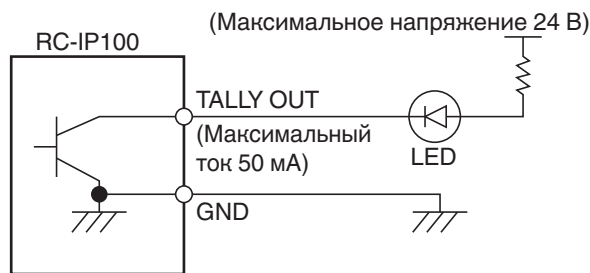 (Максимальное напряжение 24 В)
RC-IP100
TALLY OUT
(Максимальный
ток 50 мА)
LED
GND